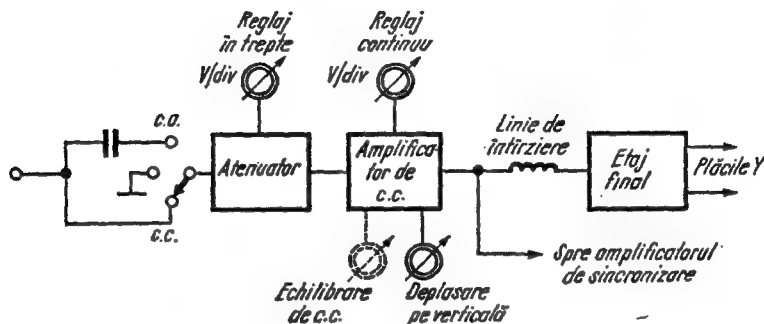 Reglaj
în trepte
V/div
Reglaj
continuu
V/div
c.a.
c.c.
Atenuator
Amplifica-
tor de
c.c.
Linie de
întîrziere
Etaj
final
Plăcile Y
Spre amplificatorul
de sincronizare
Echilibrare
de c.c.
Deplasare
pe verticală